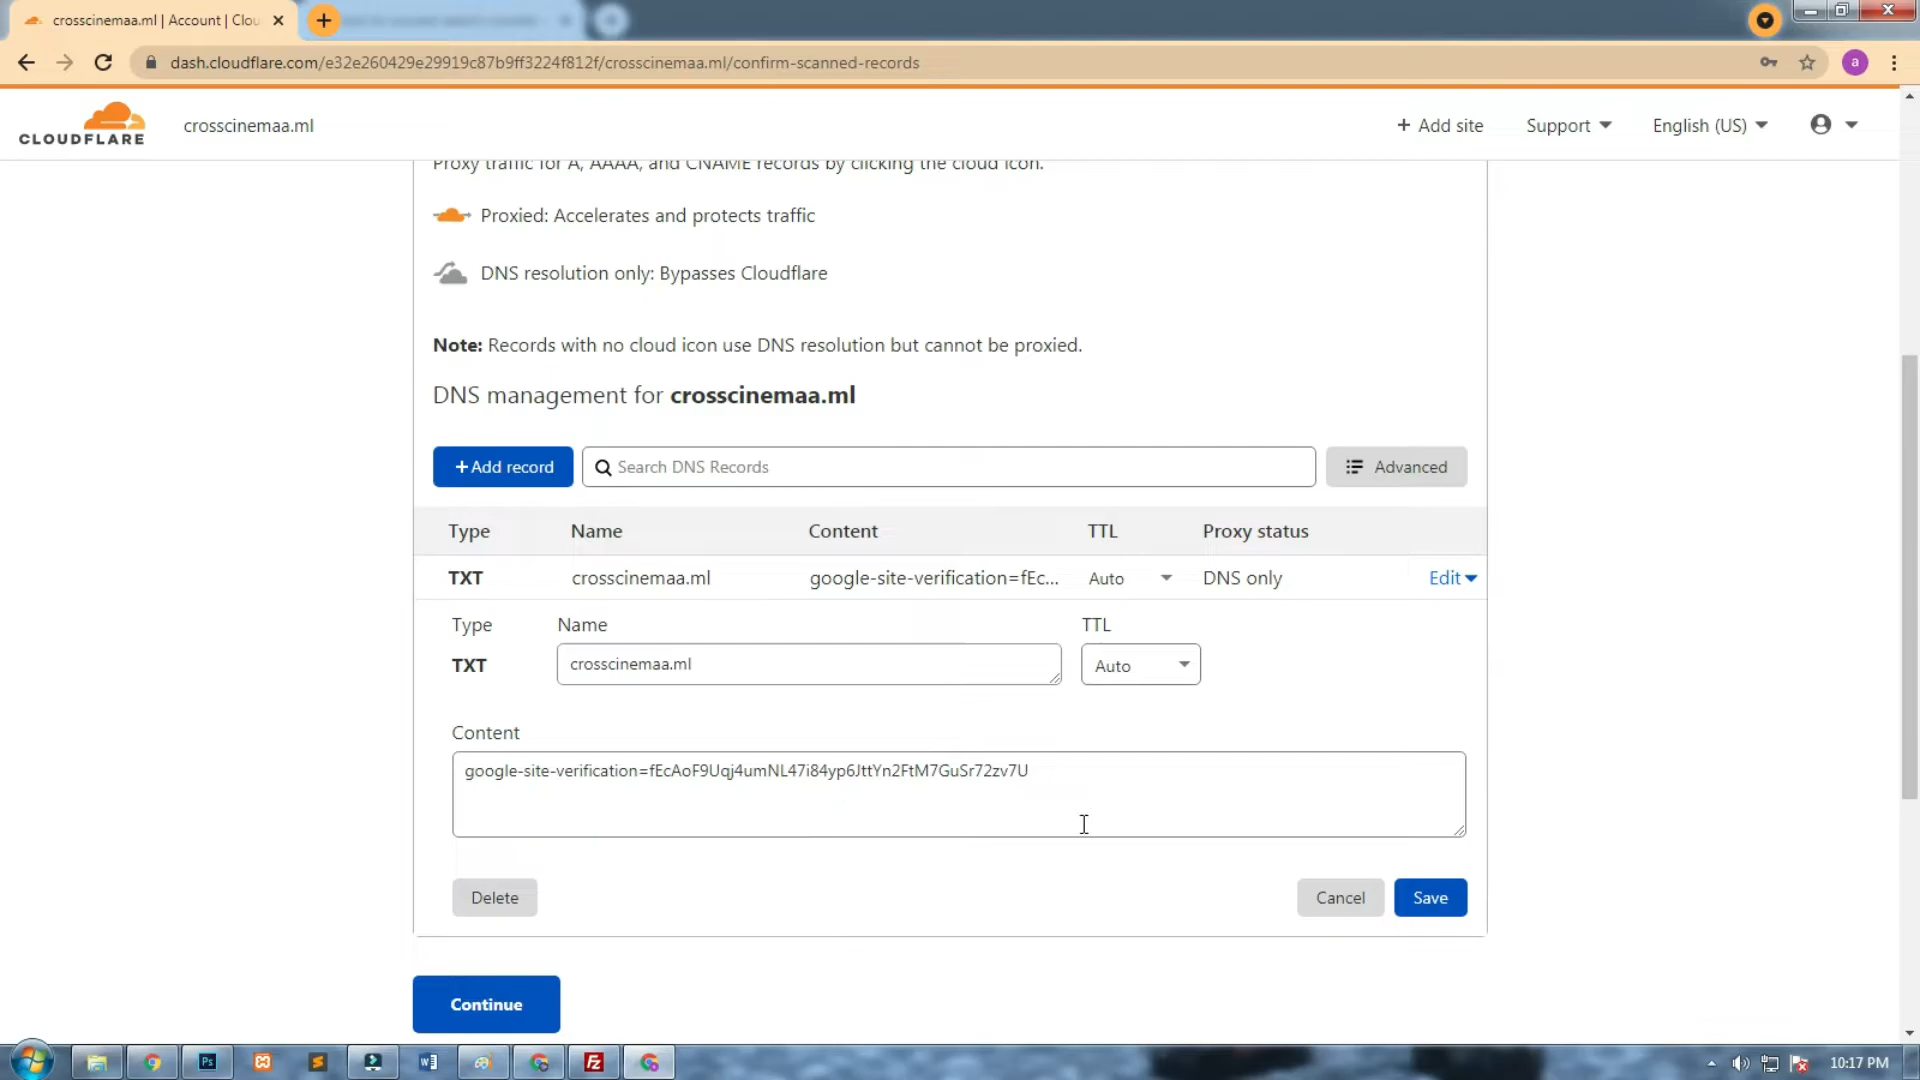 crosscinemaa.ml | Account | Clou
dash.cloudflare.com/e32e260429e29919c87b9ff3224f812f/crosscinemaa.ml/confirm-scanned-records
a
CLOUDFLARE
crosscinemaa.ml
+ Add site
Support
English (US)
Proxy traffic for A, AAAA, and CNAME records by clicking the cloud icon.
Proxied: Accelerates and protects traffic
DNS resolution only: Bypasses Cloudflare
Note: Records with no cloud icon use DNS resolution but cannot be proxied.
DNS management for crosscinemaa.ml
+ Add record
Search DNS Records
Advanced
Type Name Content TTL Proxy status
TXT crosscinemaa.ml google-site-verification=fEc... Auto DNS only Edit
Type Name TTL
TXT crosscinemaa.ml Auto
Content
google-site-verification=fEcAoF9Uqj4umNL47i84yp6JttYn2FtM7GuSr72zv7U
Delete
Cancel
Save
Continue
Ps
W
FZ
10:17 PM